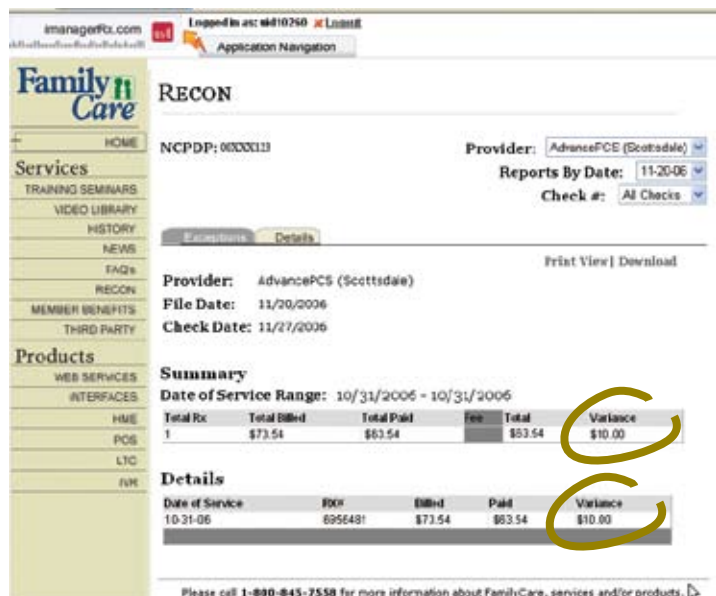 imanagerRx.com
Logged in as: nid10260 Logout
Application Navigation
Family
Care
HOME
Services
TRAINING SEMINARS
VIDEO LIBRARY
HISTORY
NEWS
FAQs
RECON
MEMBER BENEFITS
THIRD PARTY
Products
WEB SERVICES
INTERFACES
HME
POS
LTC
IVR
RECON
NCPDP: 00XXX123
Provider: AdvancePCS (Scottsdale)
Reports By Date: 11-20-06
Check #: All Checks
Exceptions Details
Print View | Download
Provider: AdvancePCS (Scottsdale)
File Date: 11/20/2006
Check Date: 11/27/2006
Summary
Date of Service Range: 10/31/2006 - 10/31/2006
Total Rx Total Billed Total Paid Fee Total Variance
1 $73.54 $63.54 $63.54 $10.00
Details
Date of Service RX# Billed Paid Variance
10-31-06 6956481 $73.54 $63.54 $10.00
Please call 1-800-845-7558 for more information about FamilyCare, services and/or products.